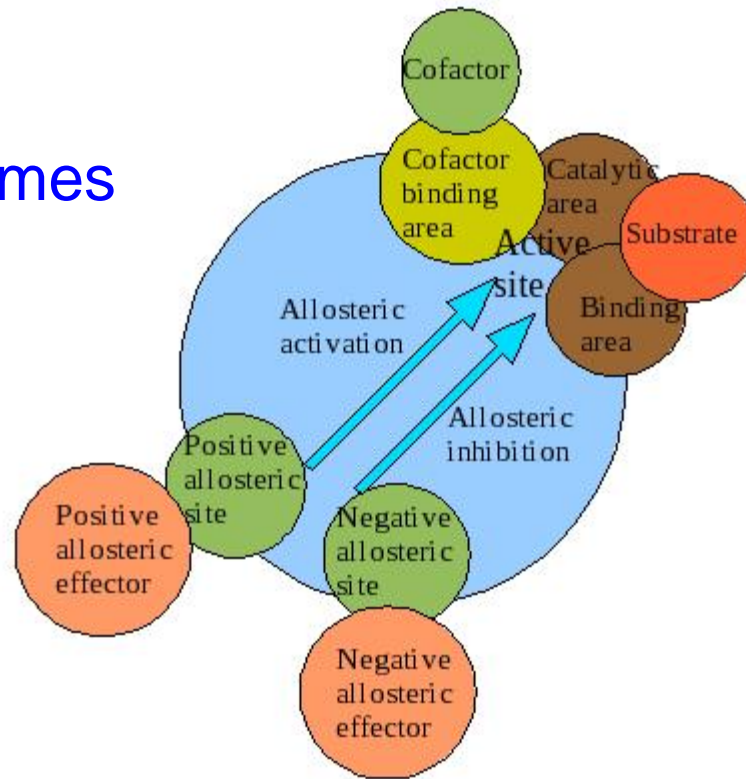 mes
Cofactor
Cofactor
binding
area
Catalytic
area
Active
site
Substrate
Binding
area
Allosteric
activation
Allosteric
inhibition
Positive
allosteric
site
Positive
allosteric
effector
Negative
allosteric
site
Negative
allosteric
effector